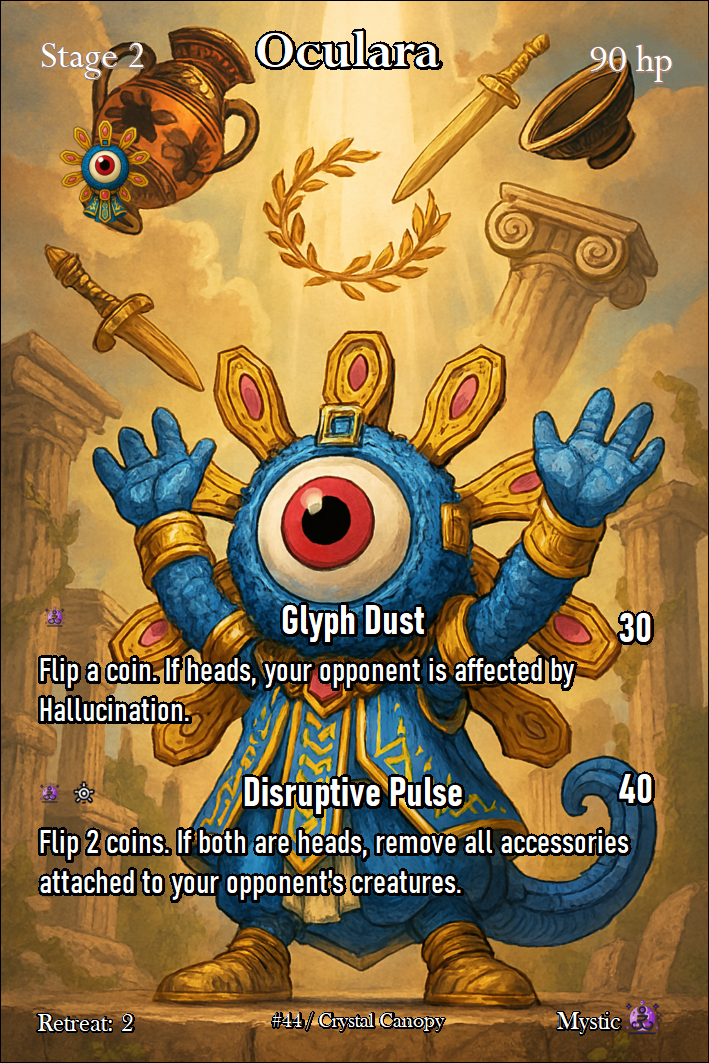 Stage 2
Oculara
90 hp
Glyph Dust
30
Flip a coin. If heads, your opponent is affected by
Hallucination.
Disruptive Pulse
40
Flip 2 coins. If both are heads, remove all accessories
attached to your opponent's creatures.
Retreat: 2
#44 / Crystal Canopy
Mystic